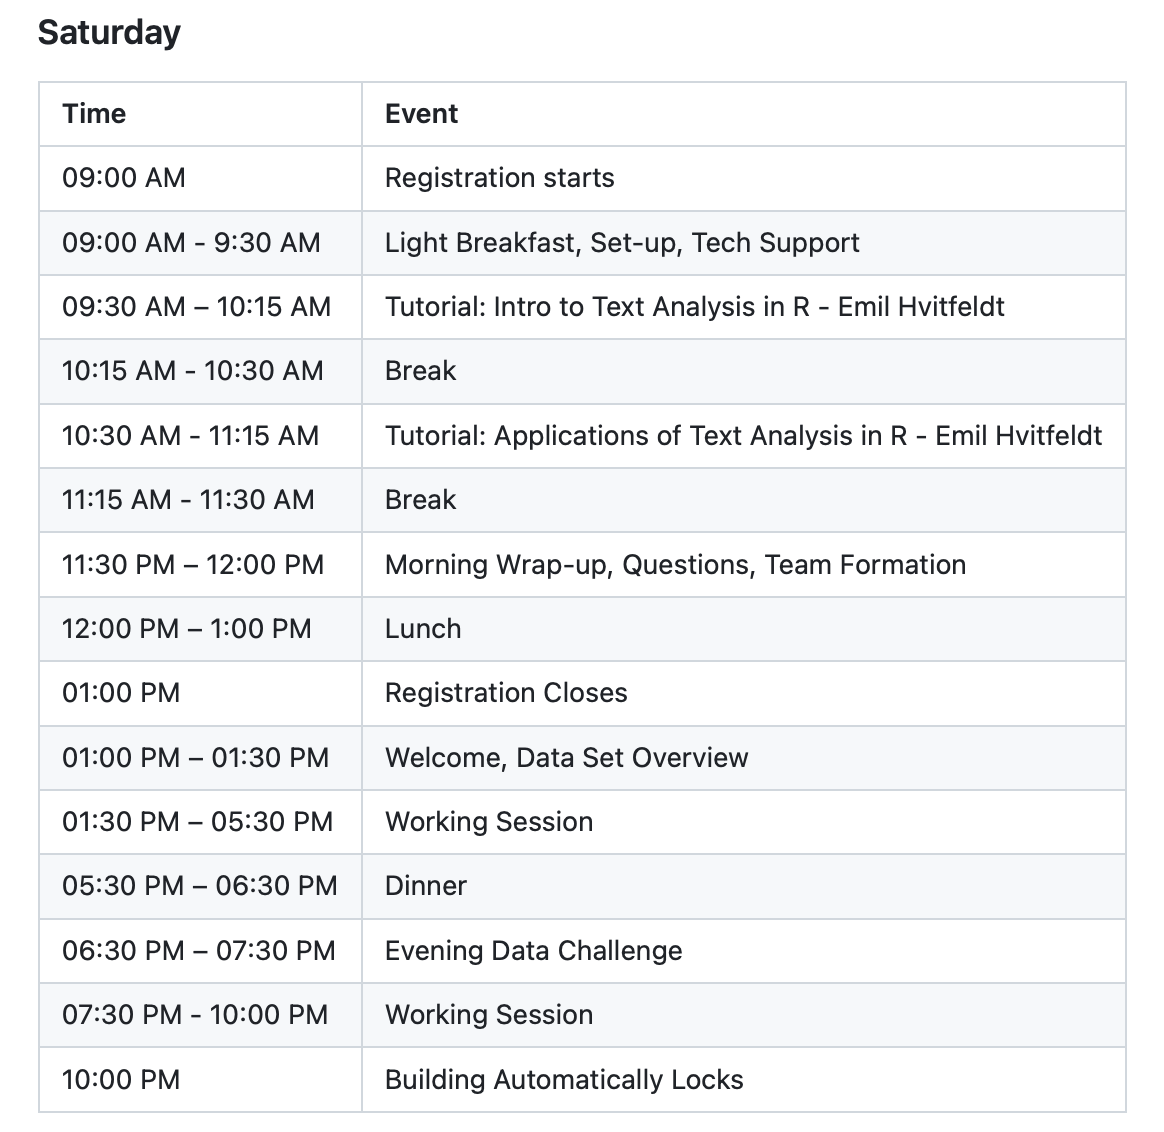 Saturday
Time Event
09:00 AM Registration starts
09:00 AM - 9:30 AM Light Breakfast, Set-up, Tech Support
09:30 AM – 10:15 AM Tutorial: Intro to Text Analysis in R - Emil Hvitfeldt
10:15 AM - 10:30 AM Break
10:30 AM - 11:15 AM Tutorial: Applications of Text Analysis in R - Emil Hvitfeldt
11:15 AM - 11:30 AM Break
11:30 PM – 12:00 PM Morning Wrap-up, Questions, Team Formation
12:00 PM – 1:00 PM Lunch
01:00 PM Registration Closes
01:00 PM – 01:30 PM Welcome, Data Set Overview
01:30 PM – 05:30 PM Working Session
05:30 PM – 06:30 PM Dinner
06:30 PM – 07:30 PM Evening Data Challenge
07:30 PM - 10:00 PM Working Session
10:00 PM Building Automatically Locks